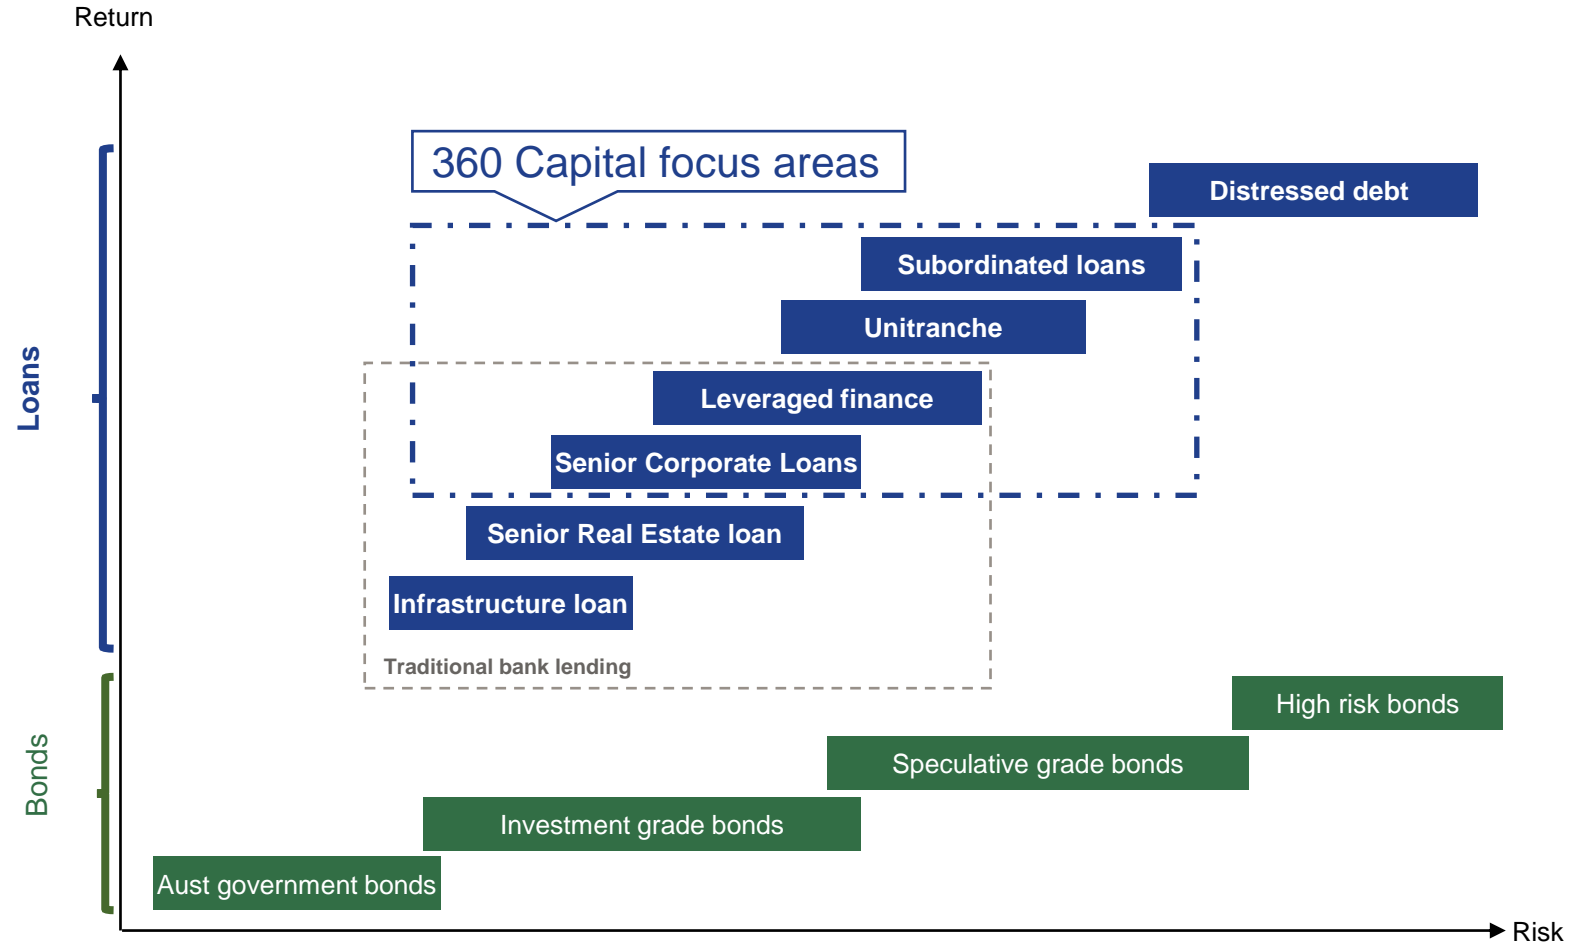 Return
360 Capital focus areas
Distressed debt
Subordinated loans
Unitranche
Loans
Leveraged finance
Senior Corporate Loans
Senior Real Estate loan
Infrastructure loan
Traditional bank lending
High risk bonds
Bonds
Speculative grade bonds
Investment grade bonds
Aust government bonds
Risk